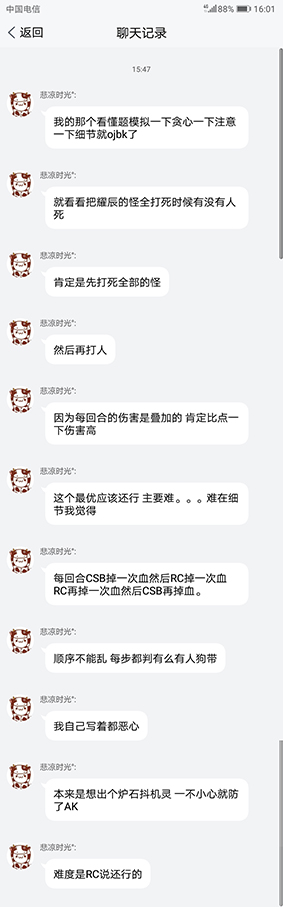 中国电信
88% 16:01
返回
聊天记录
15:47
悲凉时光°:
我的那个看懂题模拟一下贪心一下注意
一下细节就ojbk了
悲凉时光°:
就看看把耀辰的怪全打死时候有没有人
死
悲凉时光°:
肯定是先打死全部的怪
悲凉时光°:
然后再打人
悲凉时光°:
因为每回合的伤害是叠加的 肯定比点一
下伤害高
悲凉时光°:
这个最优应该还行 主要难。。。难在细
节我觉得
悲凉时光°:
每回合CSB掉一次血然后RC掉一次血
RC再掉一次血然后CSB再掉血。
悲凉时光°:
顺序不能乱 每步都判有么有人狗带
悲凉时光°:
我自己写着都恶心
悲凉时光°:
本来是想出个炉石抖机灵 一不小心就防
了AK
悲凉时光°:
难度是RC说还行的